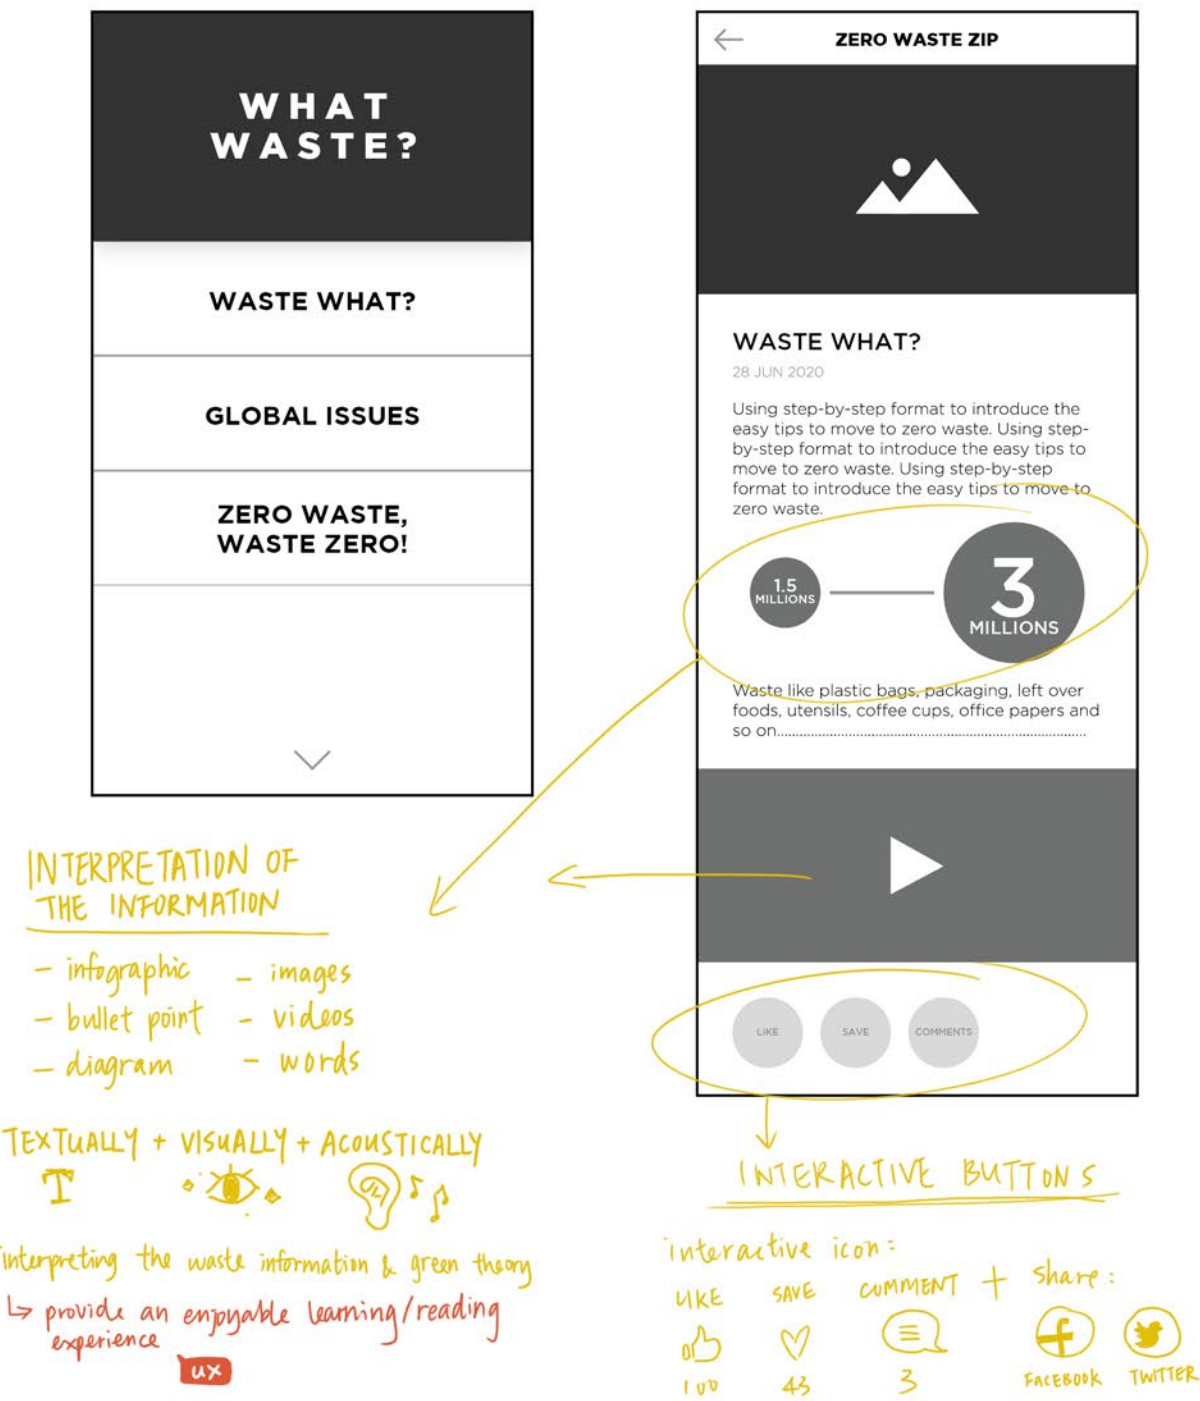 WHAT
WASTE?
WASTE WHAT?
GLOBAL ISSUES
ZERO WASTE,
WASTE ZERO!
ZERO WASTE ZIP
WASTE WHAT?
28 JUN 2020
Using step-by-step format to introduce the
easy tips to move to zero waste. Using step-
by-step format to introduce the easy tips to
move to zero waste. Using step-by-step
format to introduce the easy tips to move to
zero waste.
1.5
MILLIONS
3
MILLIONS
Waste like plastic bags, packaging, left over
foods, utensils, coffee cups, office papers and
so on......................................................................................
LIKE SAVE COMMENTS
INTERPRETATION OF
THE INFORMATION
- infographic - images
- bullet point - videos
- diagram - words
TEXTUALLY + VISUALLY + ACOUSTICALLY
T
interpreting the waste information & green theory
↳ provide an enjoyable learning/reading
experience
UX
INTERACTIVE BUTTONS
interactive icon:
LIKE SAVE COMMENT + share:
100 43 3 FACEBOOK TWITTER